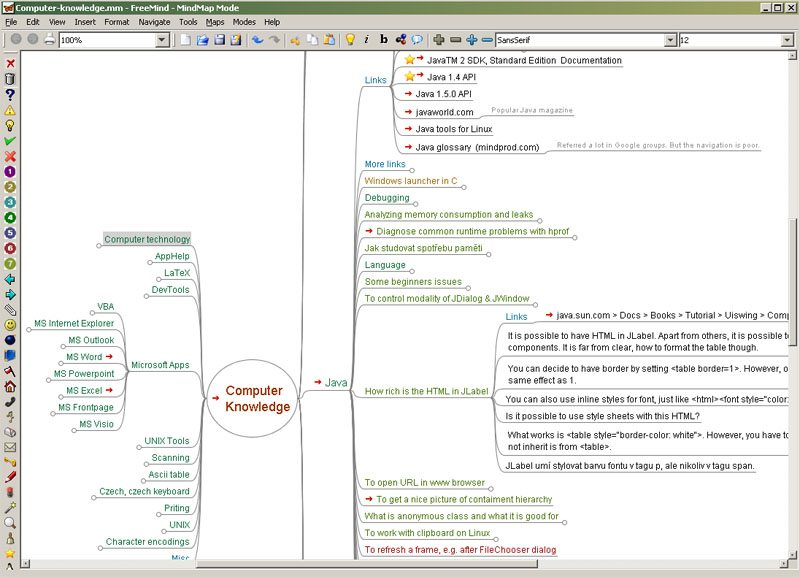 Computer-knowledge.mm - FreeMind - MindMap Mode
File Edit View Insert Format Navigate Tools Maps Modes Help
100%
SansSerif
12
JavaTM 2 SDK, Standard Edition Documentation
Java 1.4 API
Links
Java 1.5.0 API
javaworld.com
Popular Java magazine
Java tools for Linux
Java glossary (mindprod.com)
Referred a lot in Google groups. But the navigation is poor.
More links
Windows launcher in C
Debugging
Analyzing memory consumption and leaks
Diagnose common runtime problems with hprof
Jak studovat spotřebu paměti
Language
Some beginners issues
To control modality of JDialog & JWindow
Links
java.sun.com > Docs > Books > Tutorial > Uiswing > Comp
It is possible to have HTML in JLabel. Apart from others, it is possible to
components. It is far from clear, how to format the table though.
You can decide to have border by setting <table border=1>. However, o
same effect as 1.
How rich is the HTML in JLabel
You can also use inline styles for font, just like <html><font style="color:
Is it possible to use style sheets with this HTML?
What works is <table style="border-color: white">. However, you have to
not inherit is from <table>.
JLabel umí stylovat barvu fontu v tagu p, ale nikoliv v tagu span.
To open URL in www browser
To get a nice picture of contaiment hierarchy
What is anonymous class and what it is good for
To work with clipboard on Linux
To refresh a frame, e.g. after FileChooser dialog
Java
Computer
Knowledge
Computer technology
AppHelp
LaTeX
DevTools
VBA
MS Internet Explorer
MS Outlook
MS Word
Microsoft Apps
MS Powerpoint
MS Excel
MS Frontpage
MS Visio
UNIX Tools
Scanning
Ascii table
Czech, czech keyboard
Priting
UNIX
Character encodings
Misc